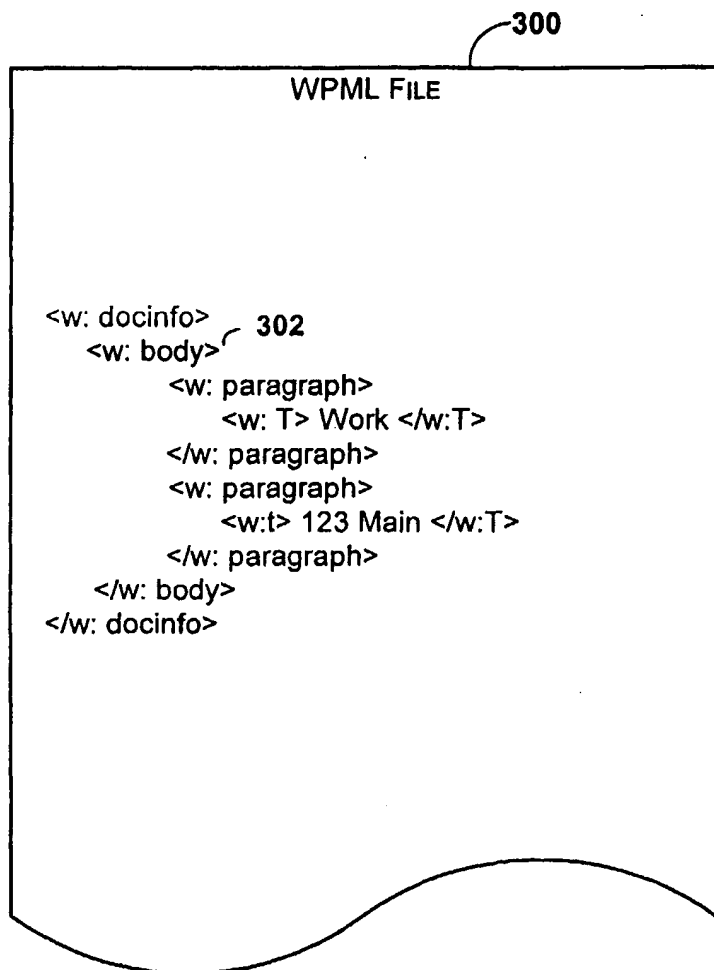 300
WPML FILE
<w: docinfo>
302
<w: body>
<w: paragraph>
<w: T> Work </w:T>
</w: paragraph>
<w: paragraph>
<w:t> 123 Main </w:T>
</w: paragraph>
</w: body>
</w: docinfo>